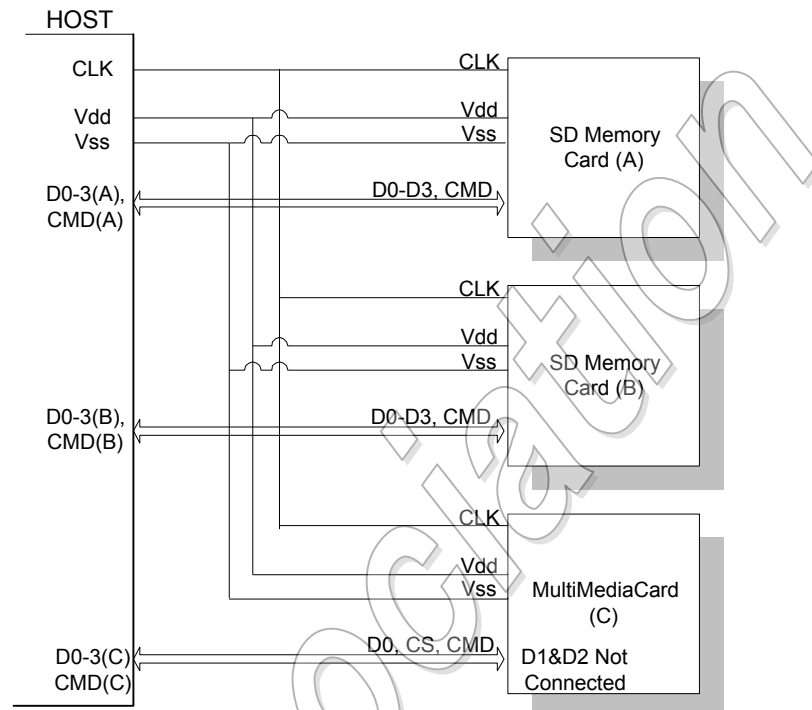 HOST
CLK
CLK
Vdd
Vdd
Vss
Vss
SD Memory
Card (A)
D0-3(A),
CMD(A)
D0-D3, CMD
CLK
Vdd
Vss
SD Memory
Card (B)
D0-3(B),
CMD(B)
D0-D3, CMD
CLK
Vdd
Vss
MultiMediaCard
(C)
D0-3(C)
CMD(C)
D0, CS, CMD
D1&D2 Not
Connected
ociation